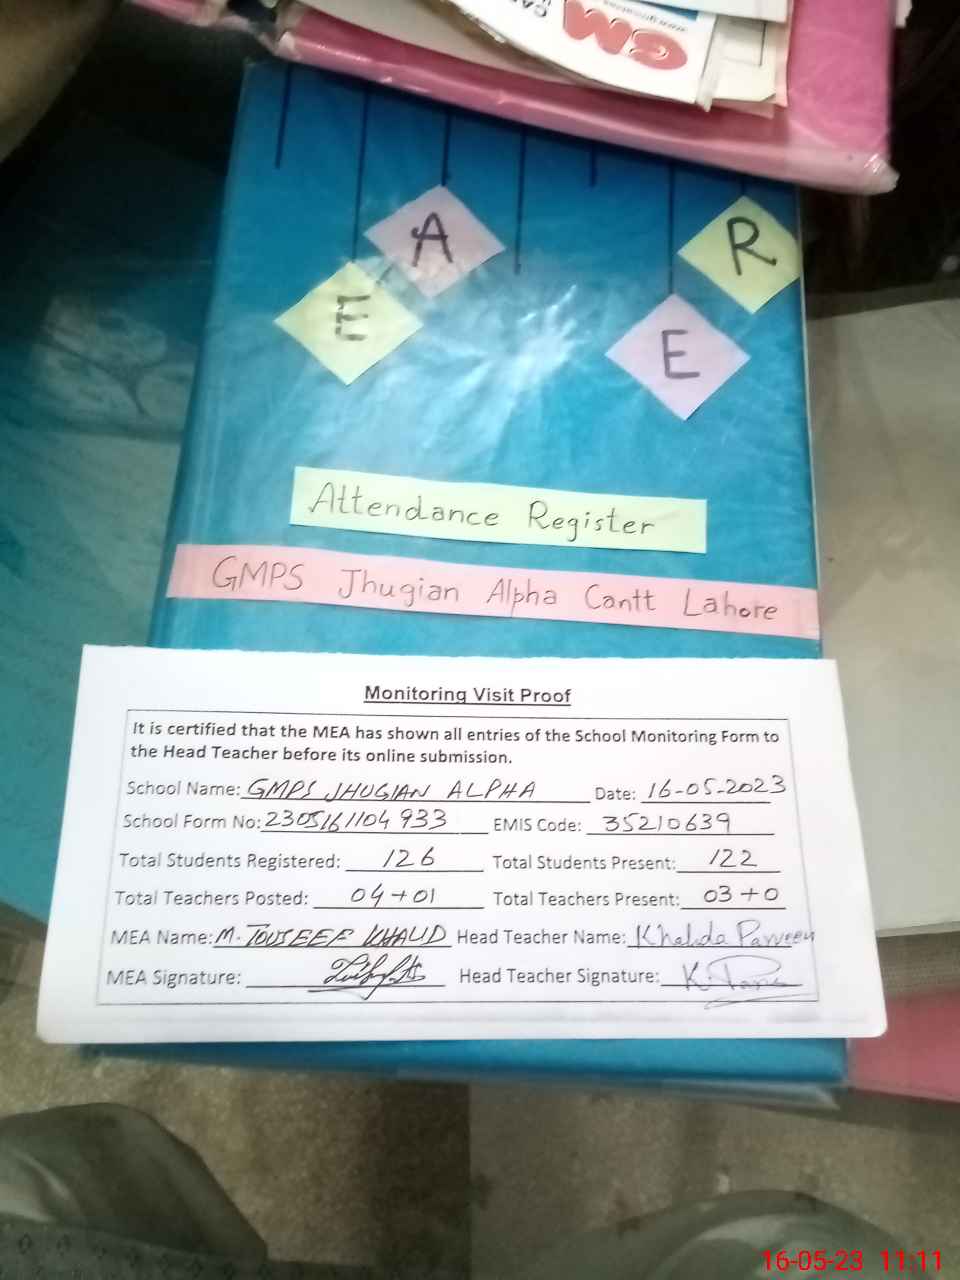 GM
A
R
E
E
Attendance Register
GMPS Jhugian Alpha Cantt Lahore
Monitoring Visit Proof
It is certified that the MEA has shown all entries of the School Monitoring Form to
the Head Teacher before its online submission.
School Name: GMPS JHUGIAN ALPHA Date: 16-05-2023
School Form No: 2305161104933 EMIS Code: 35210639
Total Students Registered: 126 Total Students Present: 122
Total Teachers Posted: 04+01 Total Teachers Present: 03+0
MEA Name: M. TOUSEEF KHALID Head Teacher Name: Khalida Parveen
MEA Signature: Head Teacher Signature: K.
16-05-23 11:11